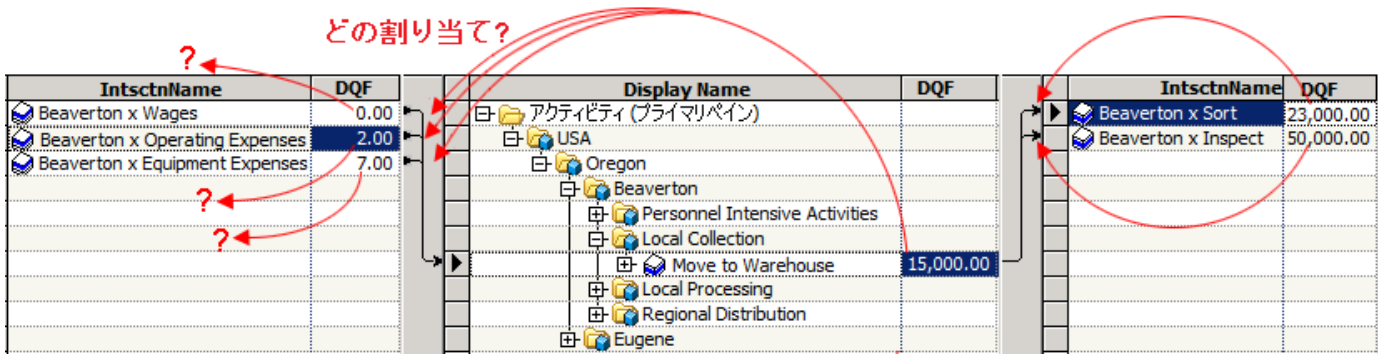 どの割り当て?
?
IntsctnName DQF
Beaverton x Wages 0.00
Beaverton x Operating Expenses 2.00
Beaverton x Equipment Expenses 7.00
?
?
Display Name DQF
アクティビティ (プライマリペイン)
USA
Oregon
Beaverton
Personnel Intensive Activities
Local Collection
Move to Warehouse 15,000.00
Local Processing
Regional Distribution
Eugene
IntsctnName DQF
Beaverton x Sort 23,000.00
Beaverton x Inspect 50,000.00